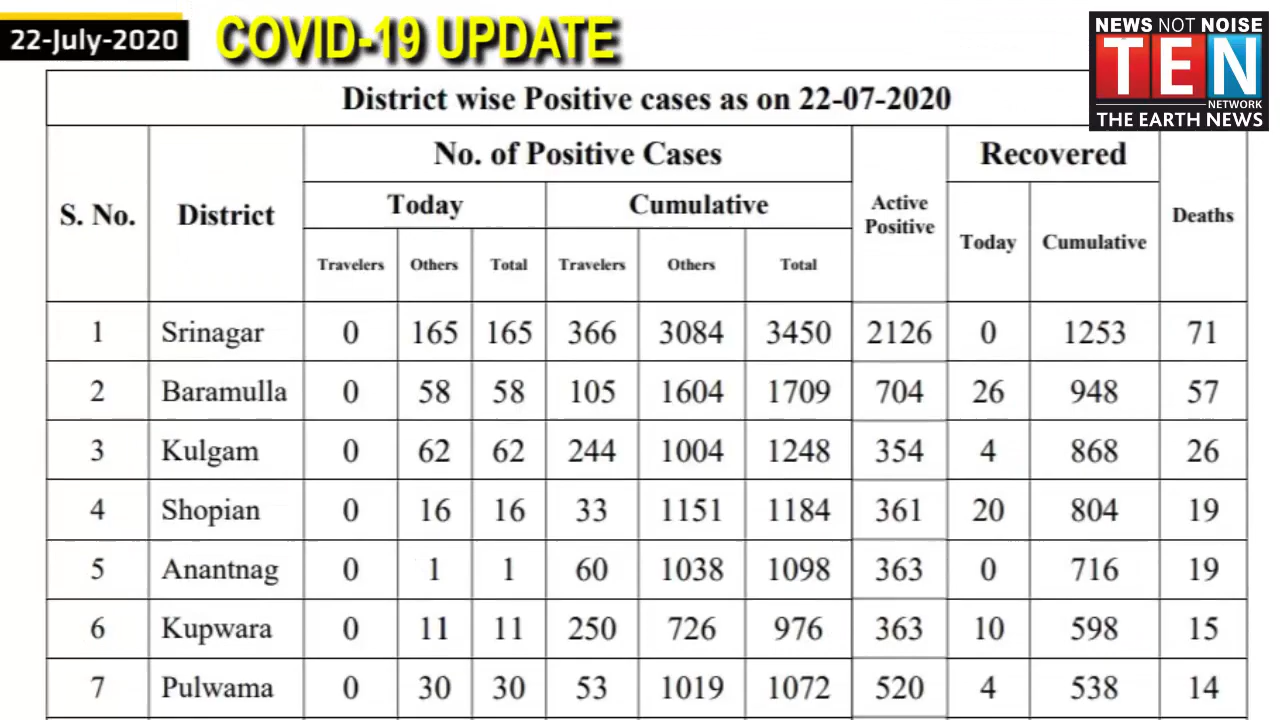 22-July-2020
COVID-19 UPDATE
NEWS NOT NOISE
TEN
NETWORK
THE EARTH NEWS
District wise Positive cases as on 22-07-2020
S. No. District No. of Positive Cases Active Positive Recovered Deaths
Today Cumulative Today Cumulative
Travelers Others Total Travelers Others Total
1 Srinagar 0 165 165 366 3084 3450 2126 0 1253 71
2 Baramulla 0 58 58 105 1604 1709 704 26 948 57
3 Kulgam 0 62 62 244 1004 1248 354 4 868 26
4 Shopian 0 16 16 33 1151 1184 361 20 804 19
5 Anantnag 0 1 1 60 1038 1098 363 0 716 19
6 Kupwara 0 11 11 250 726 976 363 10 598 15
7 Pulwama 0 30 30 53 1019 1072 520 4 538 14